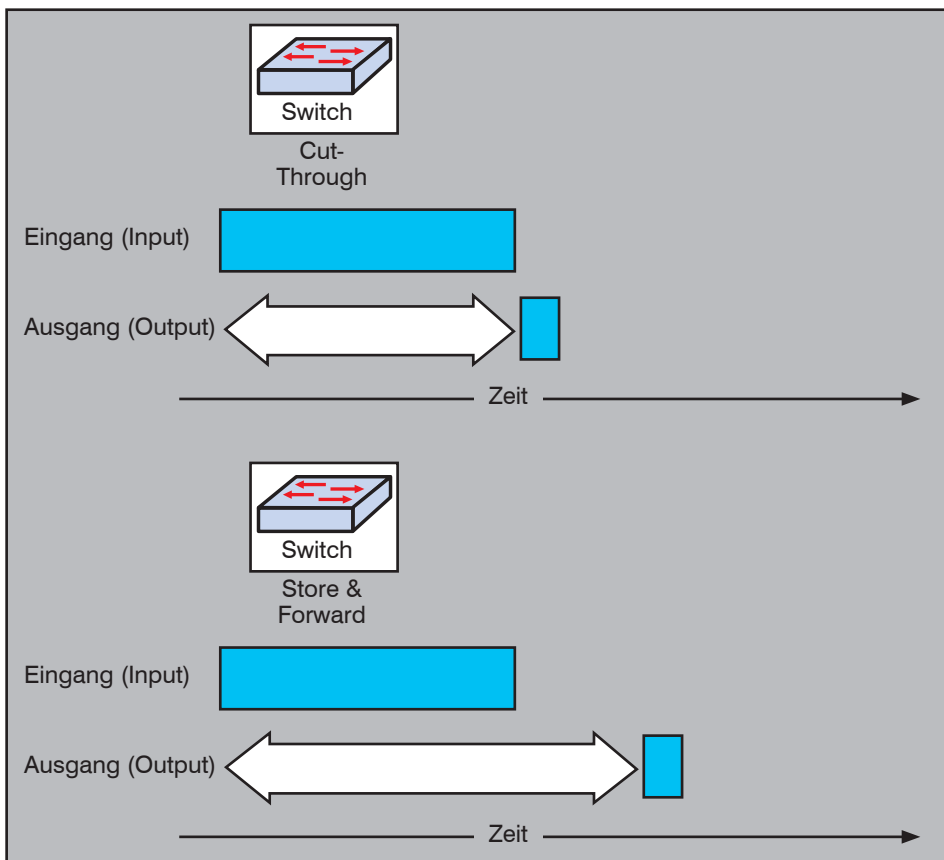 Switch
Cut-
Through
Eingang (Input)
Ausgang (Output)
Zeit
Switch
Store &
Forward
Eingang (Input)
Ausgang (Output)
Zeit